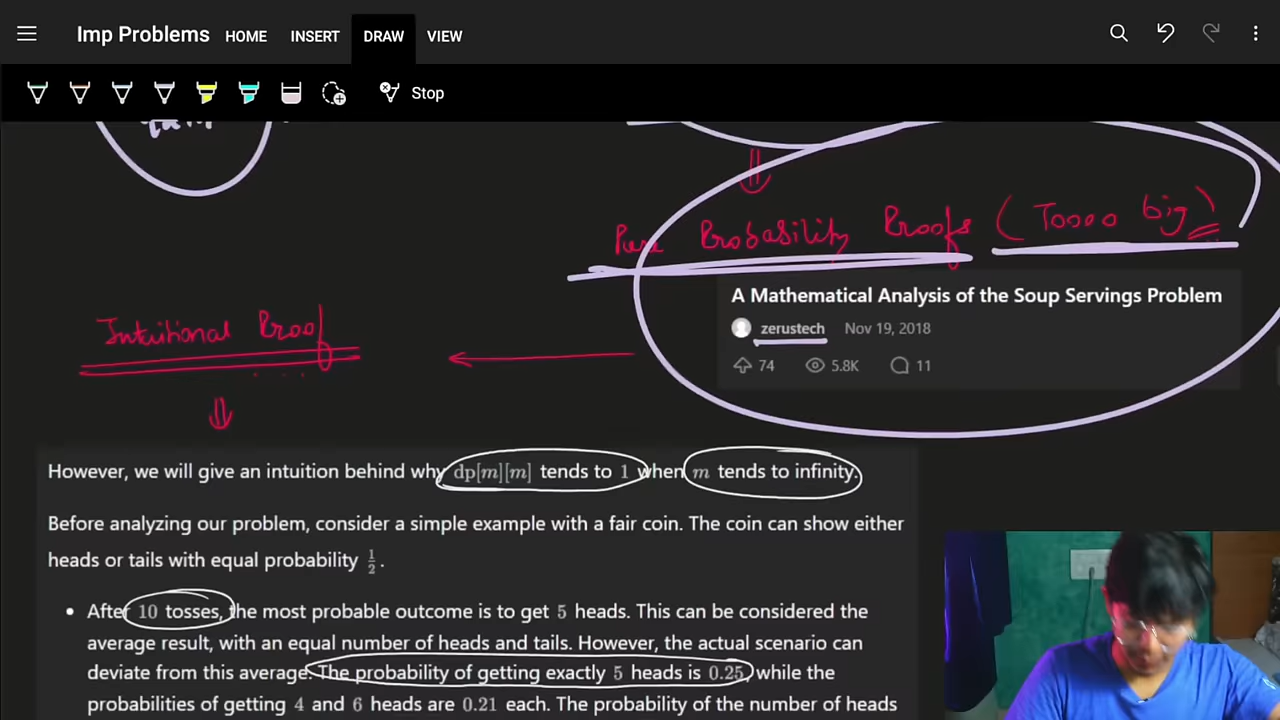 Imp Problems HOME INSERT DRAW VIEW
Stop
Pure Probability Proofs (Toooo big)
A Mathematical Analysis of the Soup Servings Problem
zerustech Nov 19, 2018
74 5.8K 11
Intuitional Proof
However, we will give an intuition behind why dp[m][m] tends to 1 when m tends to infinity.
Before analyzing our problem, consider a simple example with a fair coin. The coin can show either
heads or tails with equal probability 1/2.
• After 10 tosses, the most probable outcome is to get 5 heads. This can be considered the
average result, with an equal number of heads and tails. However, the actual scenario can
deviate from this average. The probability of getting exactly 5 heads is 0.25, while the
probabilities of getting 4 and 6 heads are 0.21 each. The probability of the number of heads